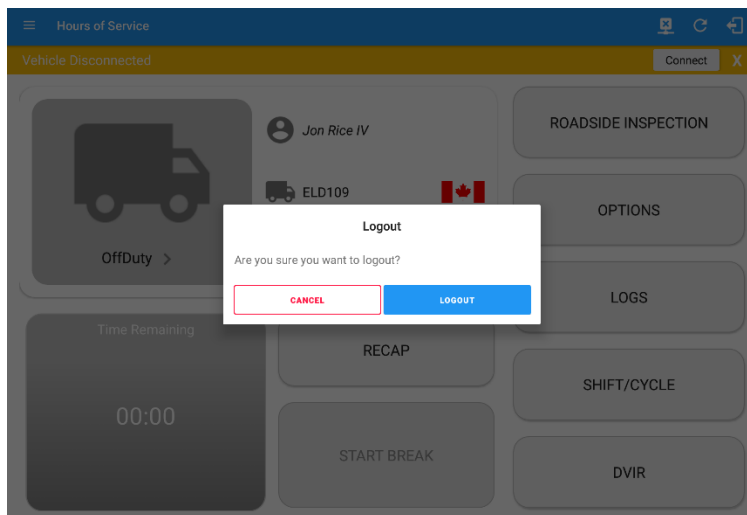 Hours of Service
Vehicle Disconnected
Connect
X
Jon Rice IV
ELD109
OffDuty >
ROADSIDE INSPECTION
OPTIONS
LOGS
SHIFT/CYCLE
DVIR
Logout
Are you sure you want to logout?
CANCEL
LOGOUT
Time Remaining
00:00
RECAP
START BREAK